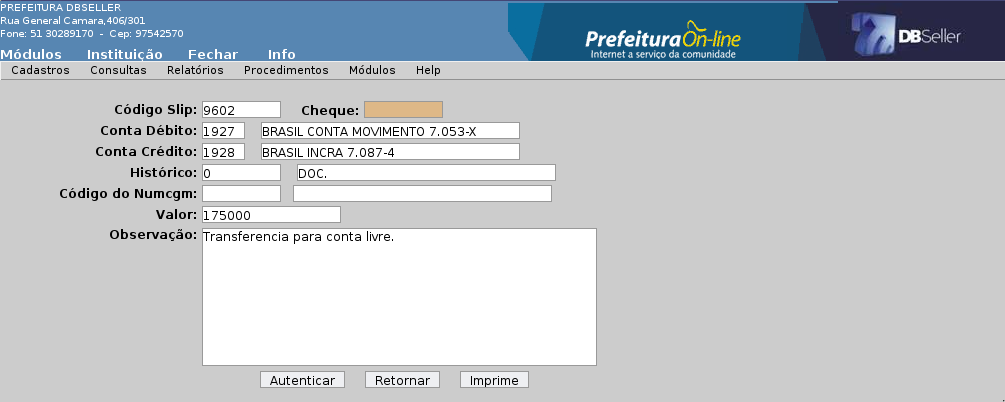 PREFEITURA DBSELLER
Rua General Camara,406/301
Fone: 51 30289170 - Cep: 97542570
Prefeitura On-line
Internet a serviço da comunidade
DBSeller
Módulos Instituição Fechar Info
Cadastros Consultas Relatórios Procedimentos Módulos Help
Código Slip: 9602 Cheque:
Conta Débito: 1927 BRASIL CONTA MOVIMENTO 7.053-X
Conta Crédito: 1928 BRASIL INCRA 7.087-4
Histórico: 0 DOC.
Código do Numcgm:
Valor: 175000
Observação: Transferencia para conta livre.
Autenticar Retornar Imprime